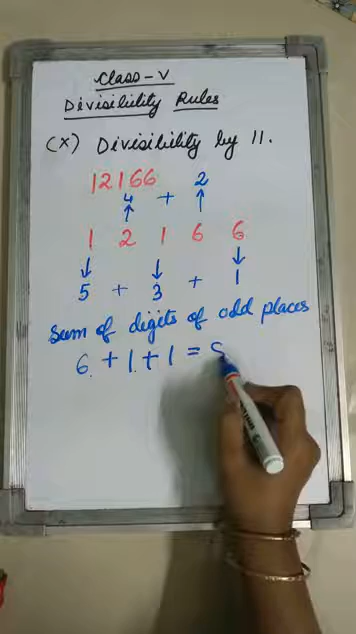 Class-V
Divisibility Rules
(x) Divisibility by 11.
12166
4 + 2
↑ ↑
1 2 1 6 6
↓ ↓ ↓
5 + 3 + 1
Sum of digits of odd places
6 + 1 + 1 =